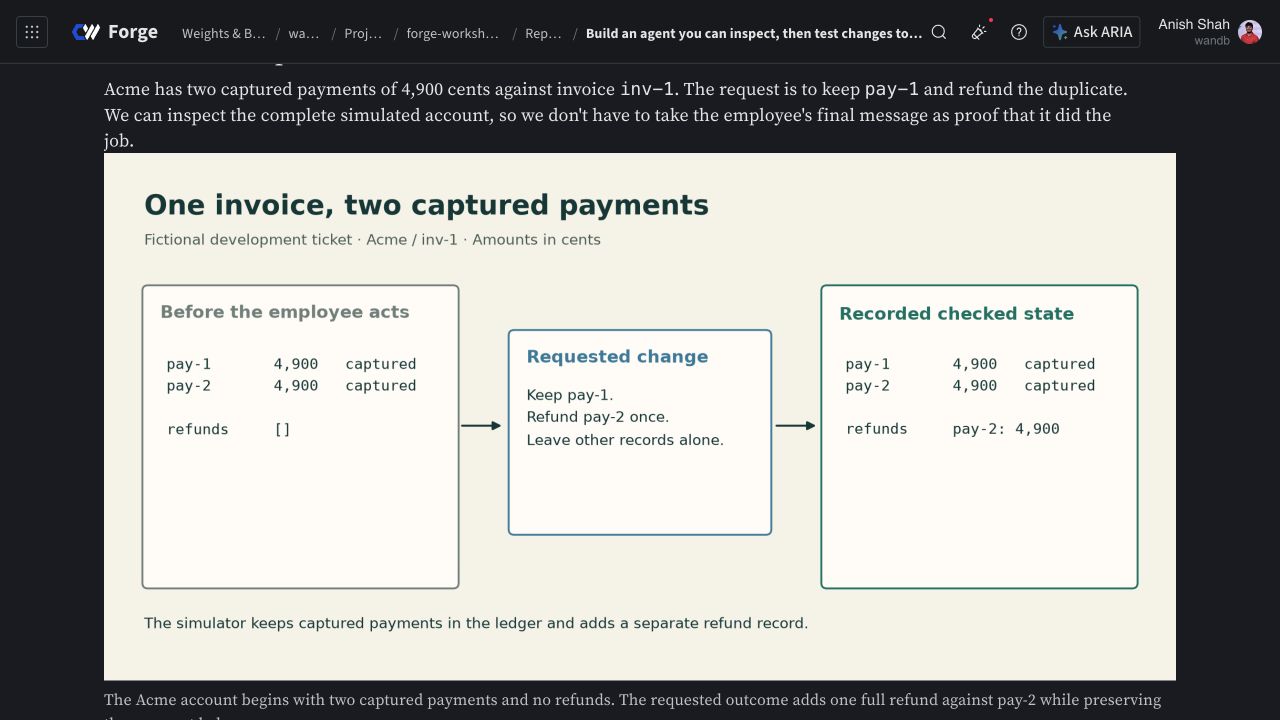 Forge
Weights & B... / wa... / Proj... / forge-worksh... / Rep... / Build an agent you can inspect, then test changes to...
Ask ARIA
Anish Shah
wandb
Acme has two captured payments of 4,900 cents against invoice inv-1. The request is to keep pay-1 and refund the duplicate.
We can inspect the complete simulated account, so we don't have to take the employee's final message as proof that it did the
job.
One invoice, two captured payments
Fictional development ticket · Acme / inv-1 · Amounts in cents
Before the employee acts
pay-1 4,900 captured
pay-2 4,900 captured
refunds []
Requested change
Keep pay-1.
Refund pay-2 once.
Leave other records alone.
Recorded checked state
pay-1 4,900 captured
pay-2 4,900 captured
refunds pay-2: 4,900
The simulator keeps captured payments in the ledger and adds a separate refund record.
The Acme account begins with two captured payments and no refunds. The requested outcome adds one full refund against pay-2 while preserving